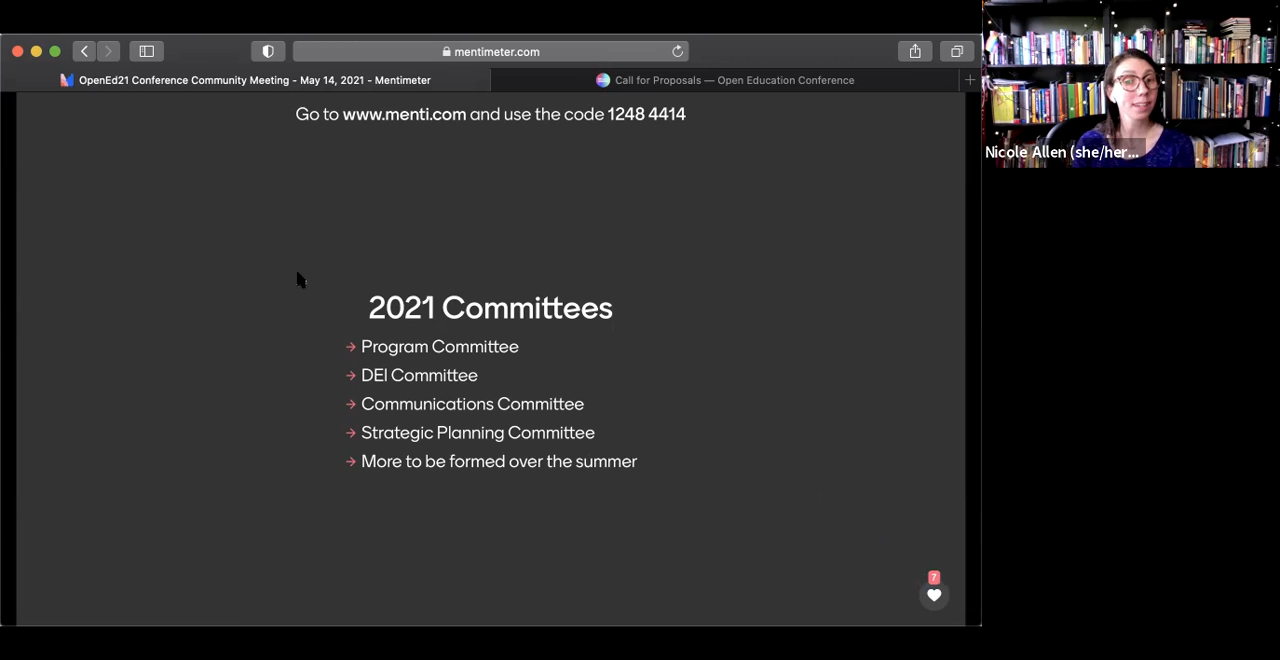 mentimeter.com
OpenEd21 Conference Community Meeting - May 14, 2021 - Mentimeter
Call for Proposals — Open Education Conference
Go to www.menti.com and use the code 1248 4414
Nicole Allen (she/her...
2021 Committees
→ Program Committee
→ DEI Committee
→ Communications Committee
→ Strategic Planning Committee
→ More to be formed over the summer
7